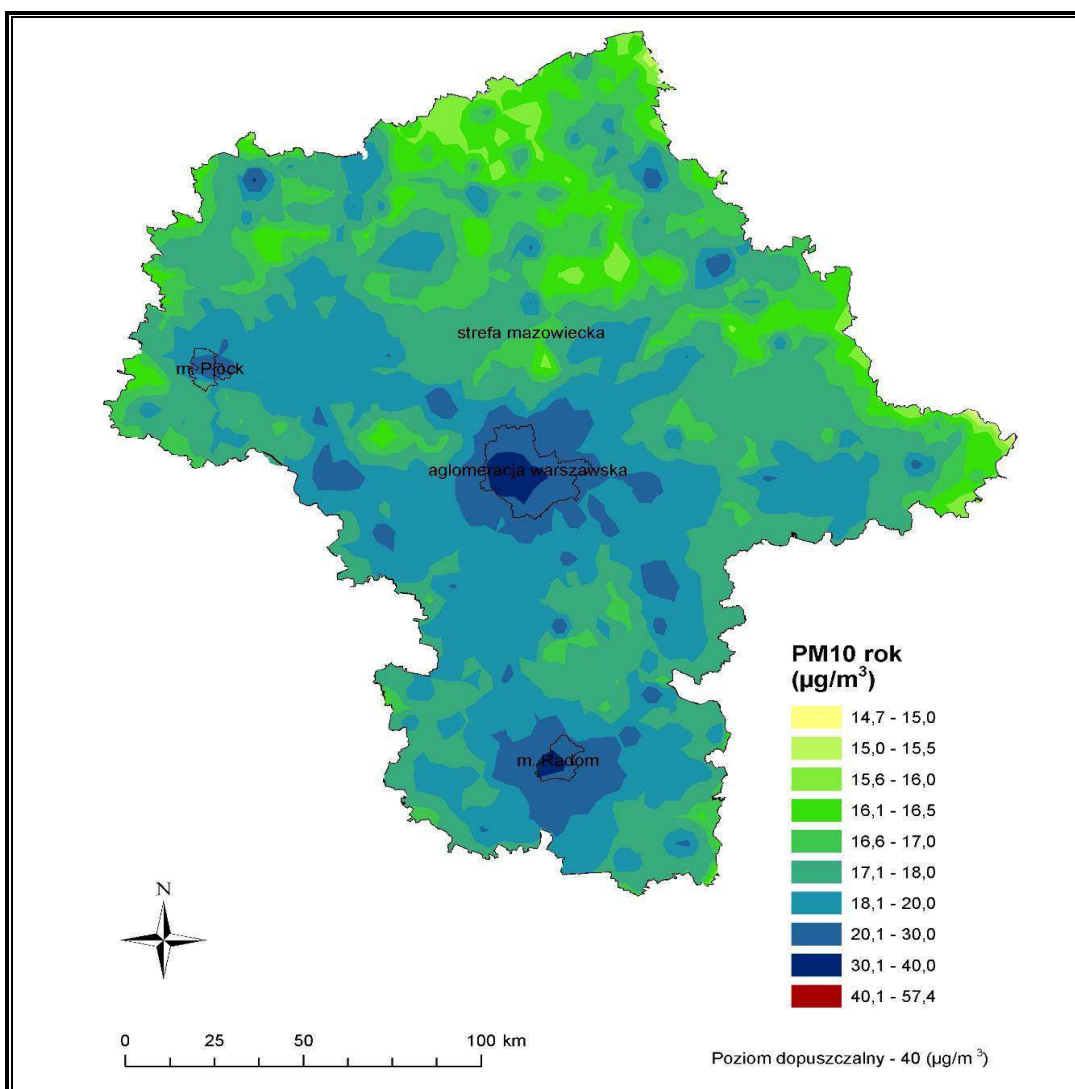 strefa mazowiecka
m. Płock
aglomeracja warszawska
m. Radom
PM10 rok
(µg/m³)
14,7 - 15,0
15,0 - 15,5
15,6 - 16,0
16,1 - 16,5
16,6 - 17,0
17,1 - 18,0
18,1 - 20,0
20,1 - 30,0
30,1 - 40,0
40,1 - 57,4
N
0 25 50 100 km
Poziom dopuszczalny - 40 (µg/m ³)